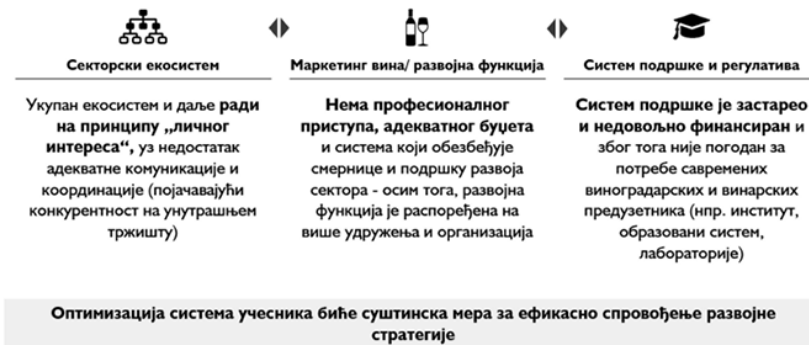 Секторски екосистем
Укупан екосистем и даље ради
на принципу „личног
интереса“, уз недостатак
адекватне комуникације и
координације (појачавајући
конкурентност на унутрашњем
тржишту)
Маркетинг вина/ развојна функција
Нема професионалног
приступа, адекватног буџета
и система који обезбеђује
смернице и подршку развоја
сектора - осим тога, развојна
функција је распоређена на
више удружења и организација
Систем подршке и регулатива
Систем подршке је застарео
и недовољно финансиран и
због тога није погодан за
потребе савремених
виноградарских и винарских
предузетника (нпр. институт,
образовани систем,
лабораторије)
Оптимизација система учесника биће суштинска мера за ефикасно спровођење развојне
стратегије